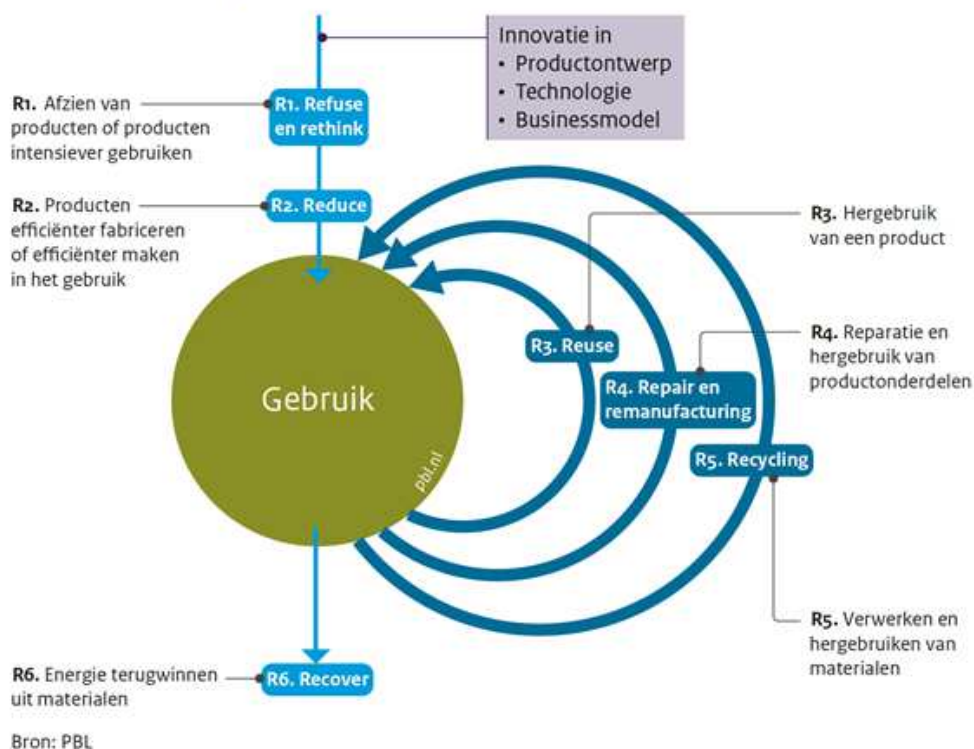 Innovatie in
• Productontwerp
• Technologie
• Businessmodel
R1. Afzien van
producten of producten
intensiever gebruiken
R1. Refuse
en rethink
R2. Producten
efficiënter fabriceren
of efficiënter maken
in het gebruik
R2. Reduce
R3. Hergebruik
van een product
R3. Reuse
R4. Reparatie en
hergebruik van
productonderdelen
R4. Repair en
remanufacturing
Gebruik
pbl.nl
R5. Recycling
R5. Verwerken en
hergebruiken van
materialen
R6. Energie terugwinnen
uit materialen
R6. Recover
Bron: PBL